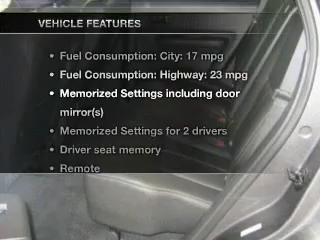 VEHICLE FEATURES
• Fuel Consumption: City: 17 mpg
• Fuel Consumption: Highway: 23 mpg
• Memorized Settings including door
mirror(s)
• Memorized Settings for 2 drivers
• Driver seat memory
• Remote